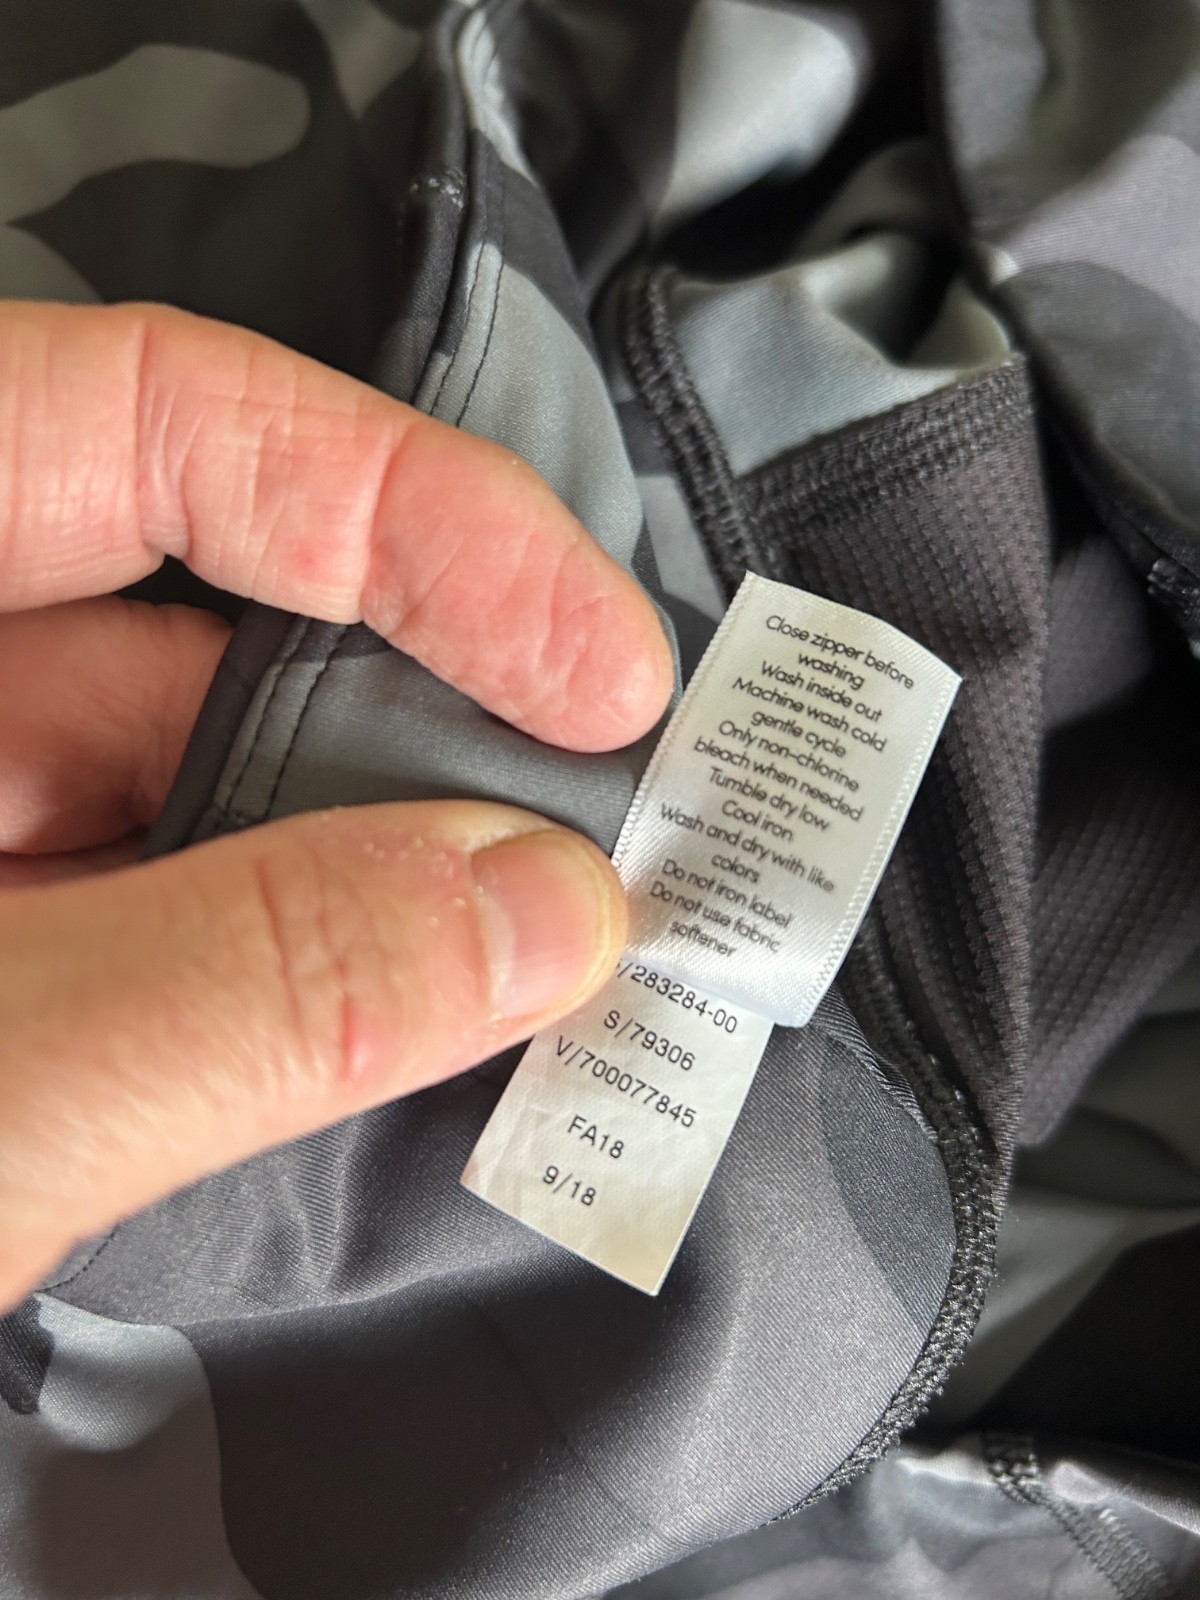 Close zipper before
washing
Wash inside out
Machine wash cold
gentle cycle
Only non-chlorine
bleach when needed
Tumble dry low
Cool iron
Wash and dry with like
colors
Do not iron label
Do not use fabric
softener
/283284-00
S/79306
V/700077845
FA18
9/18